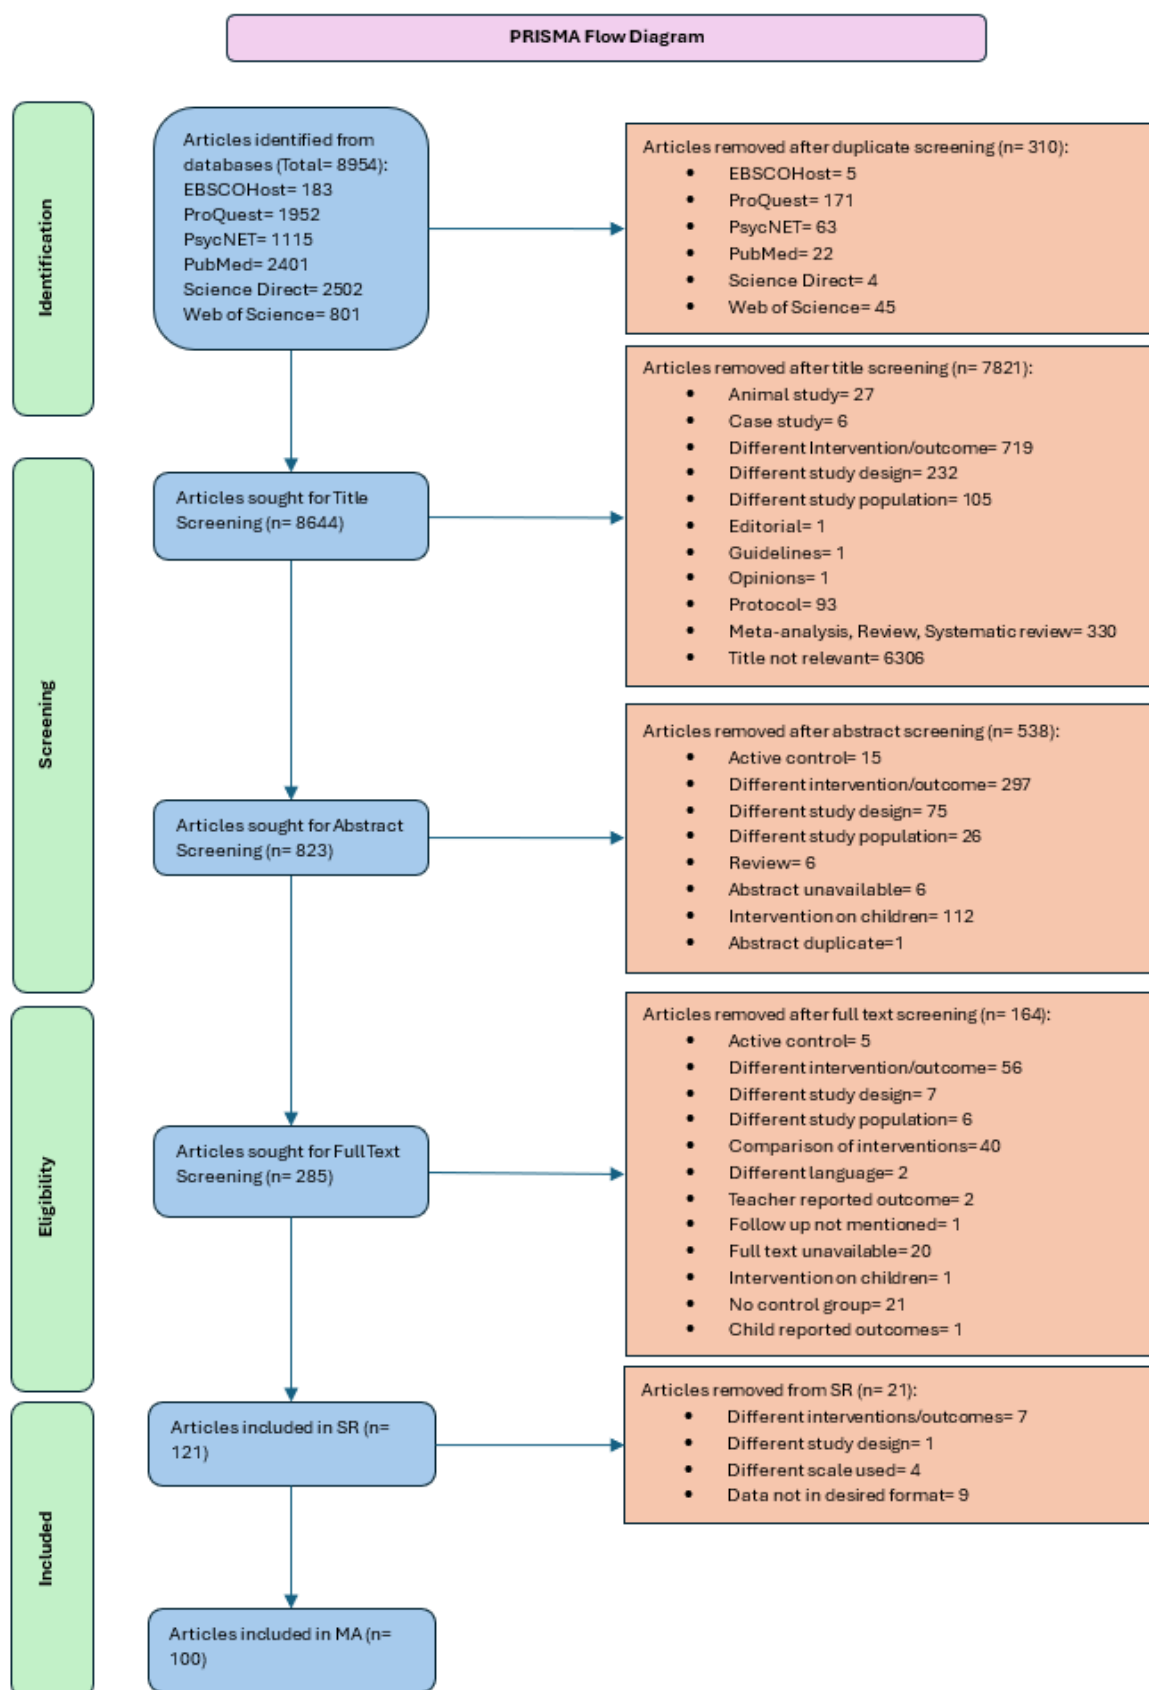 PRISMA Flow Diagram
Identification
Articles identified from
databases (Total= 8954):
EBSCOHost= 183
ProQuest= 1952
PsycNET= 1115
PubMed= 2401
Science Direct= 2502
Web of Science= 801
Articles removed after duplicate screening (n= 310):
• EBSCOHost= 5
• ProQuest= 171
• PsycNET= 63
• PubMed= 22
• Science Direct= 4
• Web of Science= 45
Screening
Articles sought for Title
Screening (n= 8644)
Articles removed after title screening (n= 7821):
• Animal study= 27
• Case study= 6
• Different Intervention/outcome= 719
• Different study design= 232
• Different study population= 105
• Editorial= 1
• Guidelines= 1
• Opinions= 1
• Protocol= 93
• Meta-analysis, Review, Systematic review= 330
• Title not relevant= 6306
Articles sought for Abstract
Screening (n= 823)
Articles removed after abstract screening (n= 538):
• Active control= 15
• Different intervention/outcome= 297
• Different study design= 75
• Different study population= 26
• Review= 6
• Abstract unavailable= 6
• Intervention on children= 112
• Abstract duplicate=1
Eligibility
Articles sought for Full Text
Screening (n= 285)
Articles removed after full text screening (n= 164):
• Active control= 5
• Different intervention/outcome= 56
• Different study design= 7
• Different study population= 6
• Comparison of interventions= 40
• Different language= 2
• Teacher reported outcome= 2
• Follow up not mentioned= 1
• Full text unavailable= 20
• Intervention on children= 1
• No control group= 21
• Child reported outcomes= 1
Included
Articles included in SR (n=
121)
Articles removed from SR (n= 21):
• Different interventions/outcomes= 7
• Different study design= 1
• Different scale used= 4
• Data not in desired format= 9
Articles included in MA (n=
100)